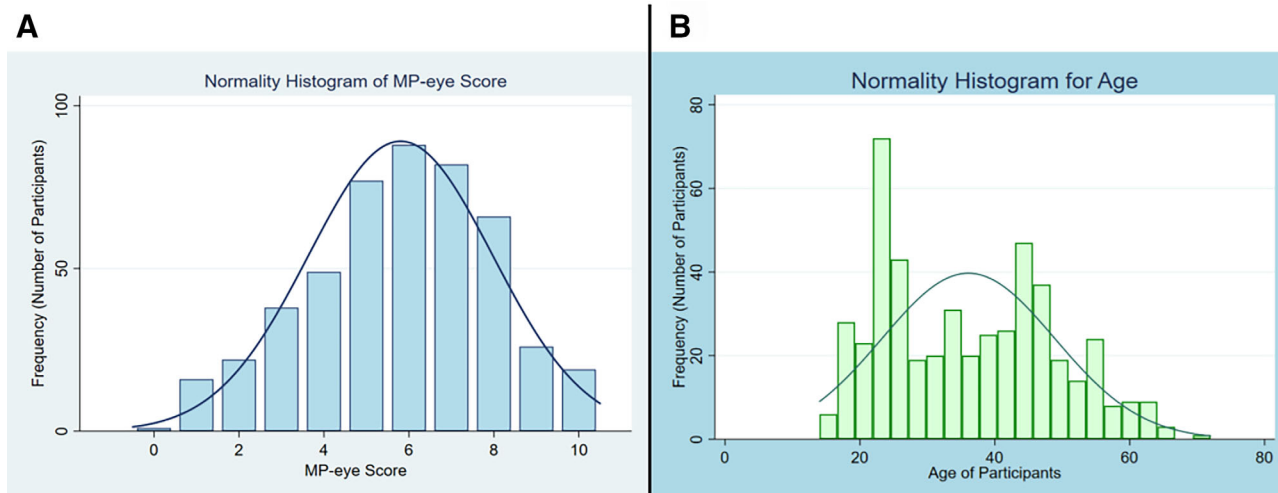 A
Normality Histogram of MP-eye Score
Frequency (Number of Participants)
100
50
0
0 2 4 6 8 10
MP-eye Score
B
Normality Histogram for Age
Frequency (Number of Participants)
80
60
40
20
0
0 20 40 60 80
Age of Participants